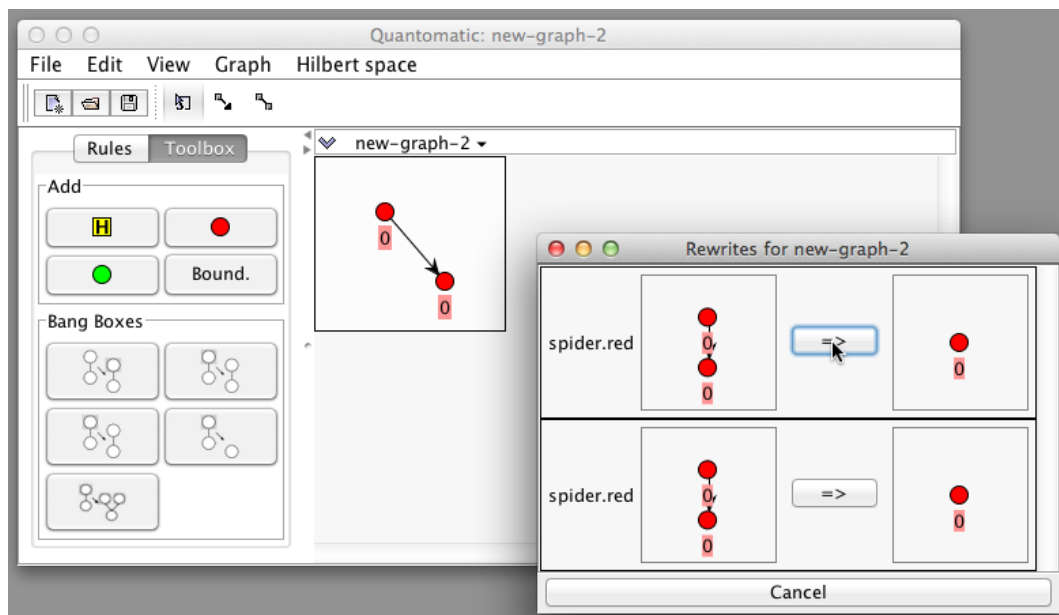 Quantomatic: new-graph-2
File Edit View Graph Hilbert space
new-graph-2
Rules Toolbox
Add
H
Bound.
Bang Boxes
0
0
Rewrites for new-graph-2
spider.red
0
0
=>
0
spider.red
0
0
=>
0
Cancel